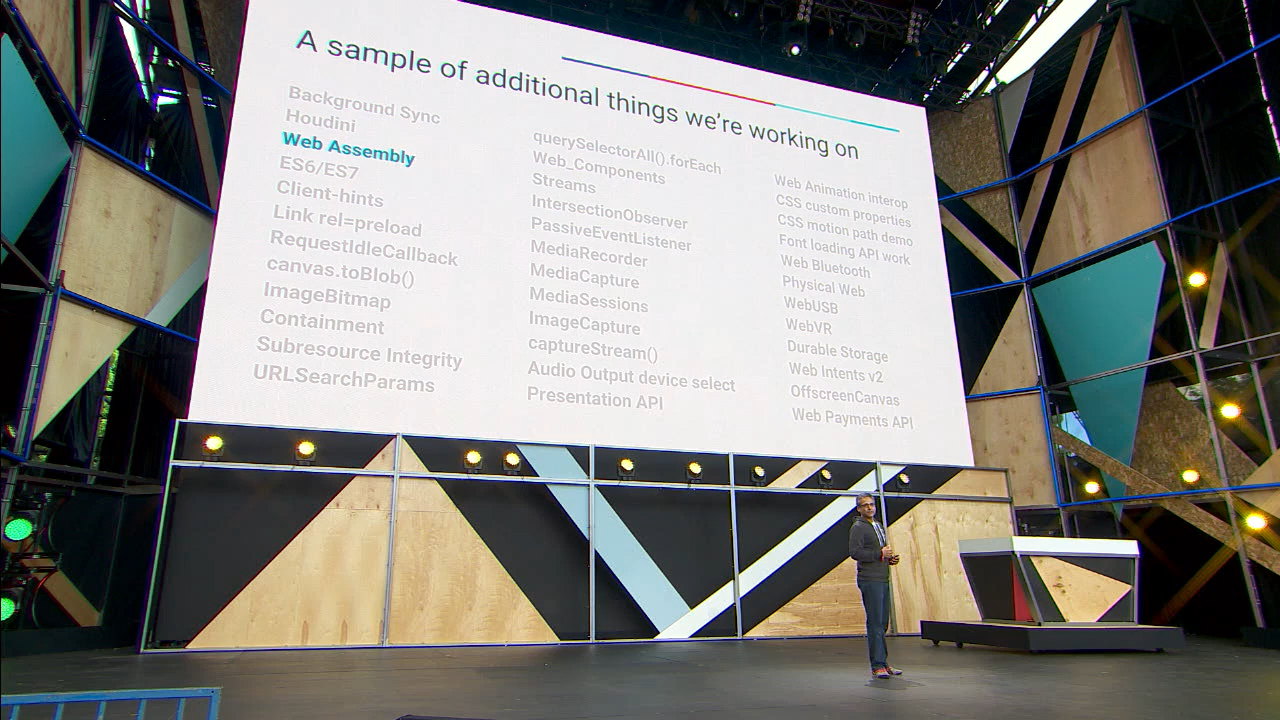 A sample of additional things we're working on
Background Sync
Houdini
Web Assembly
ES6/ES7
Client-hints
Link rel=preload
RequestIdleCallback
canvas.toBlob()
ImageBitmap
Containment
Subresource Integrity
URLSearchParams
querySelectorAll().forEach
Web_Components
Streams
IntersectionObserver
PassiveEventListener
MediaRecorder
MediaCapture
MediaSessions
ImageCapture
captureStream()
Audio Output device select
Presentation API
Web Animation interop
CSS custom properties
CSS motion path demo
Font loading API work
Web Bluetooth
Physical Web
WebUSB
WebVR
Durable Storage
Web Intents v2
OffscreenCanvas
Web Payments API